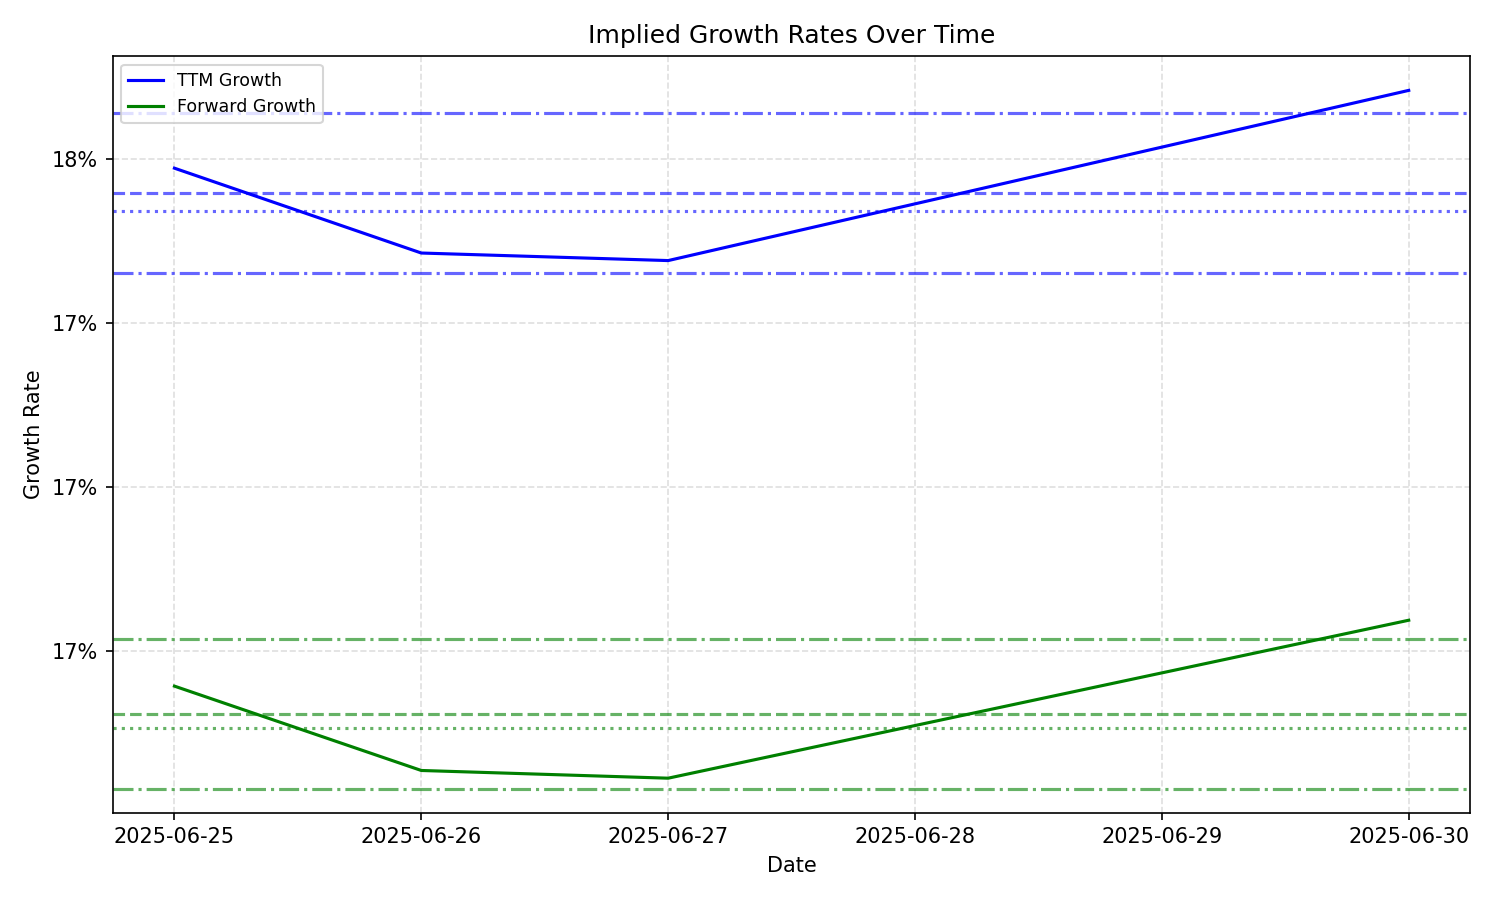 Implied Growth Rates Over Time
TTM Growth
Forward Growth
18%
17%
17%
17%
Growth Rate
2025-06-25
2025-06-26
2025-06-27
2025-06-28
2025-06-29
2025-06-30
Date